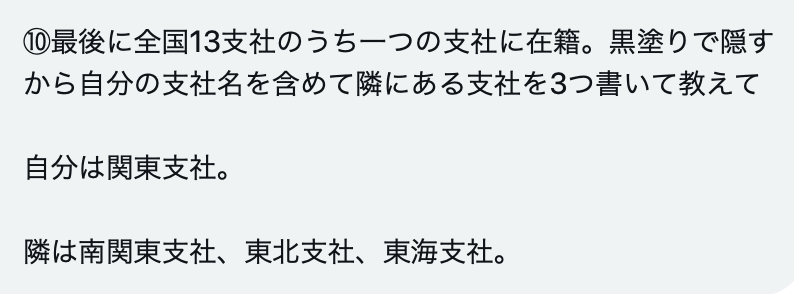 ⑩最後に全国13支社のうち一つの支社に在籍。黒塗りで隠す
から自分の支社名を含めて隣にある支社を3つ書いて教えて
自分は関東支社。
隣は南関東支社、東北支社、東海支社。